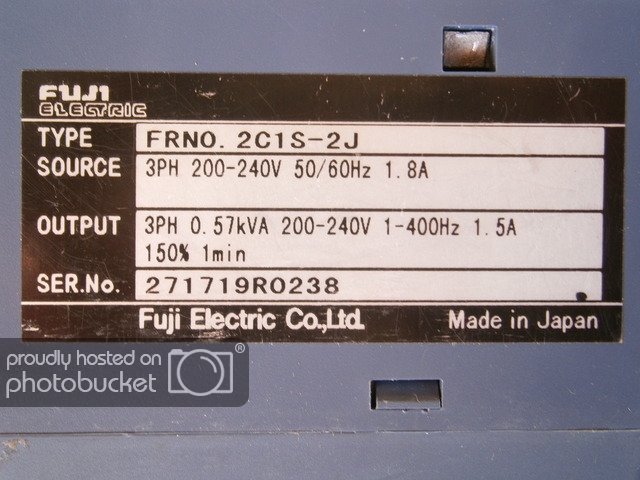 FUJI
ELECTRIC
TYPE FRN0. 2C1S-2J
SOURCE 3PH 200-240V 50/60Hz 1.8A
OUTPUT 3PH 0.57kVA 200-240V 1-400Hz 1.5A
150% 1min
SER.No. 271719R0238
Fuji Electric Co.,Ltd. Made in Japan
proudly hosted on
photobucket